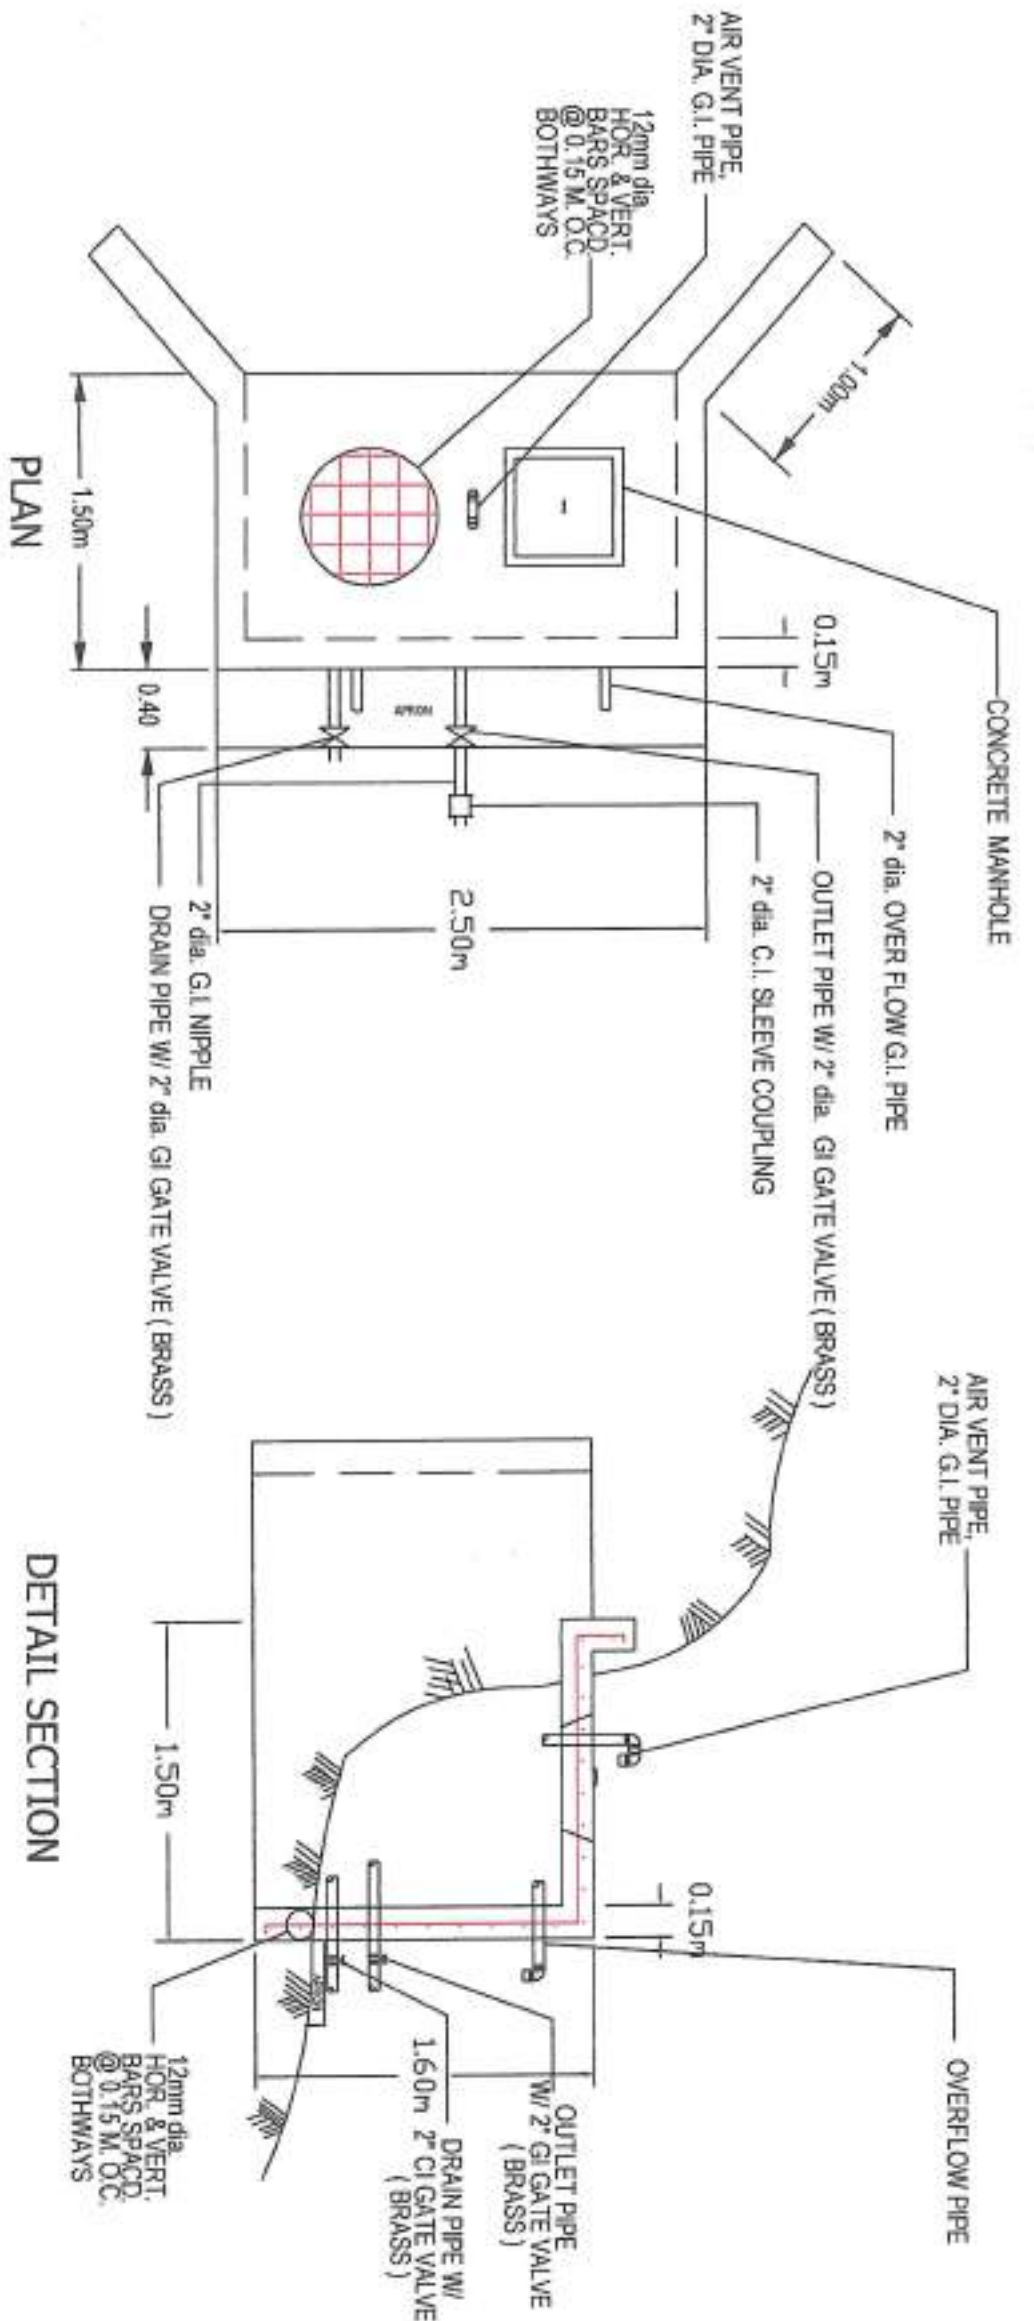 AIR VENT PIPE,
2" DIA. G.I. PIPE
12mm dia.
HOR. & VERT.
BARS SPACD.
@ 0.15 M. O.C.
BOTHWAYS
1.00m
CONCRETE MANHOLE
0.15m
2" dia. OVER FLOW G.I. PIPE
OUTLET PIPE W/ 2" dia. GI GATE VALVE ( BRASS )
2" dia. C.I. SLEEVE COUPLING
APRON
2.50m
2" dia. G.I. NIPPLE
DRAIN PIPE W/ 2" dia. GI GATE VALVE ( BRASS )
0.40
1.50m
PLAN
AIR VENT PIPE,
2" DIA. G.I. PIPE
0.15m
OVERFLOW PIPE
OUTLET PIPE
W/ 2" GI GATE VALVE
( BRASS )
1.60m
DRAIN PIPE W/
2" CI GATE VALVE
( BRASS )
1.50m
12mm dia.
HOR. & VERT.
BARS SPACD.
@ 0.15 M. O.C.
BOTHWAYS
DETAIL SECTION